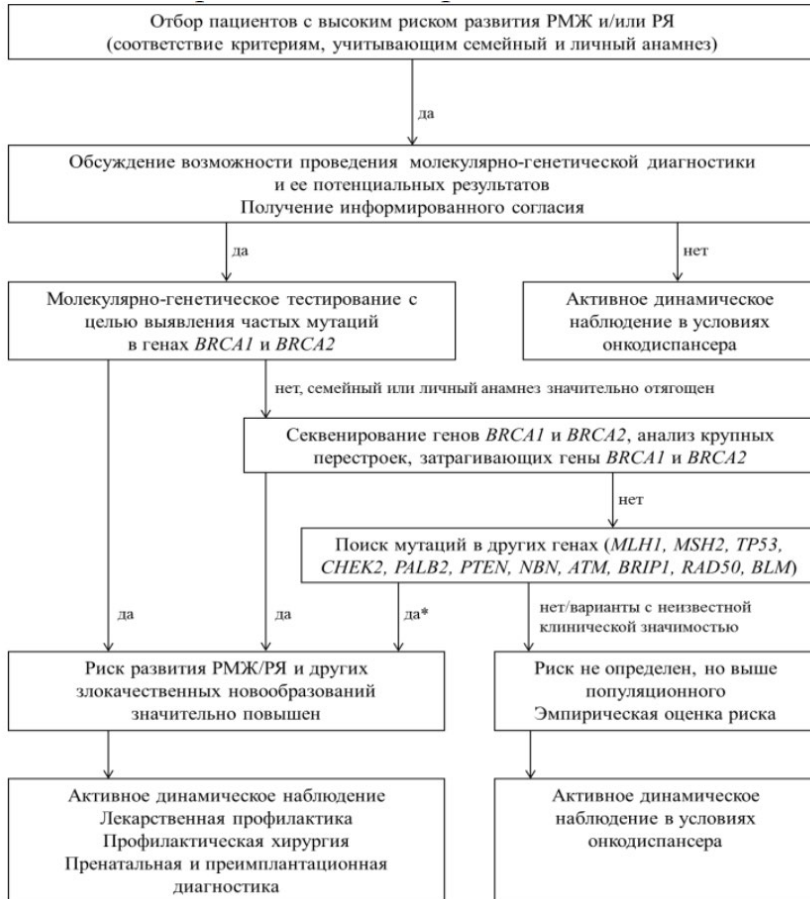 Отбор пациентов с высоким риском развития РМЖ и/или РЯ
(соответствие критериям, учитывающим семейный и личный анамнез)
да
Обсуждение возможности проведения молекулярно-генетической диагностики
и ее потенциальных результатов
Получение информированного согласия
да
нет
Молекулярно-генетическое тестирование с
целью выявления частых мутаций
в генах BRCA1 и BRCA2
Активное динамическое
наблюдение в условиях
онкодиспансера
нет, семейный или личный анамнез значительно отягощен
Секвенирование генов BRCA1 и BRCA2, анализ крупных
перестроек, затрагивающих гены BRCA1 и BRCA2
нет
Поиск мутаций в других генах (MLH1, MSH2, TP53,
CHEK2, PALB2, PTEN, NBN, ATM, BRIP1, RAD50, BLM)
да
да
да*
нет/варианты с неизвестной
клинической значимостью
Риск развития РМЖ/РЯ и других
злокачественных новообразований
значительно повышен
Риск не определен, но выше
популяционного
Эмпирическая оценка риска
Активное динамическое наблюдение
Лекарственная профилактика
Профилактическая хирургия
Пренатальная и преимплантационная
диагностика
Активное динамическое
наблюдение в условиях
онкодиспансера